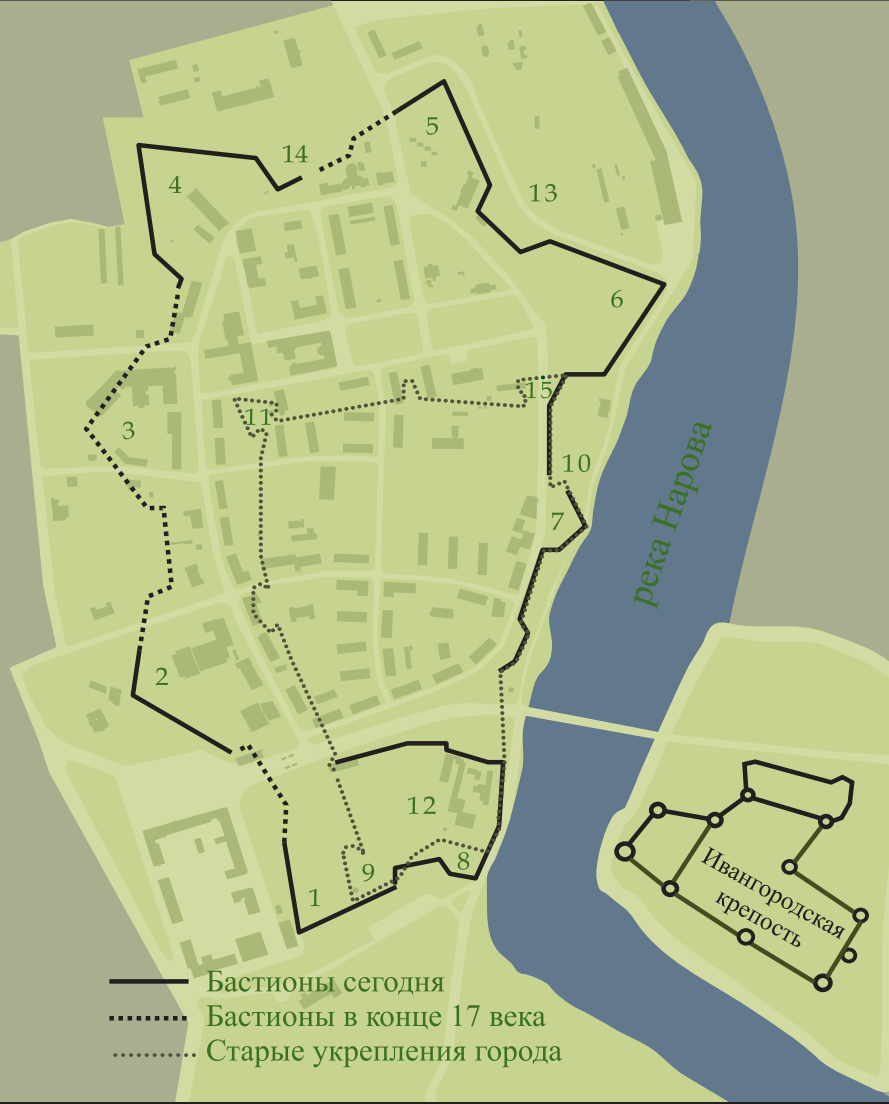 5
14
4
13
6
15
11
3
10
7
река Нарова
2
12
8
9
1
Ивангородская
крепость
Бастионы сегодня
Бастионы в конце 17 века
Старые укрепления города